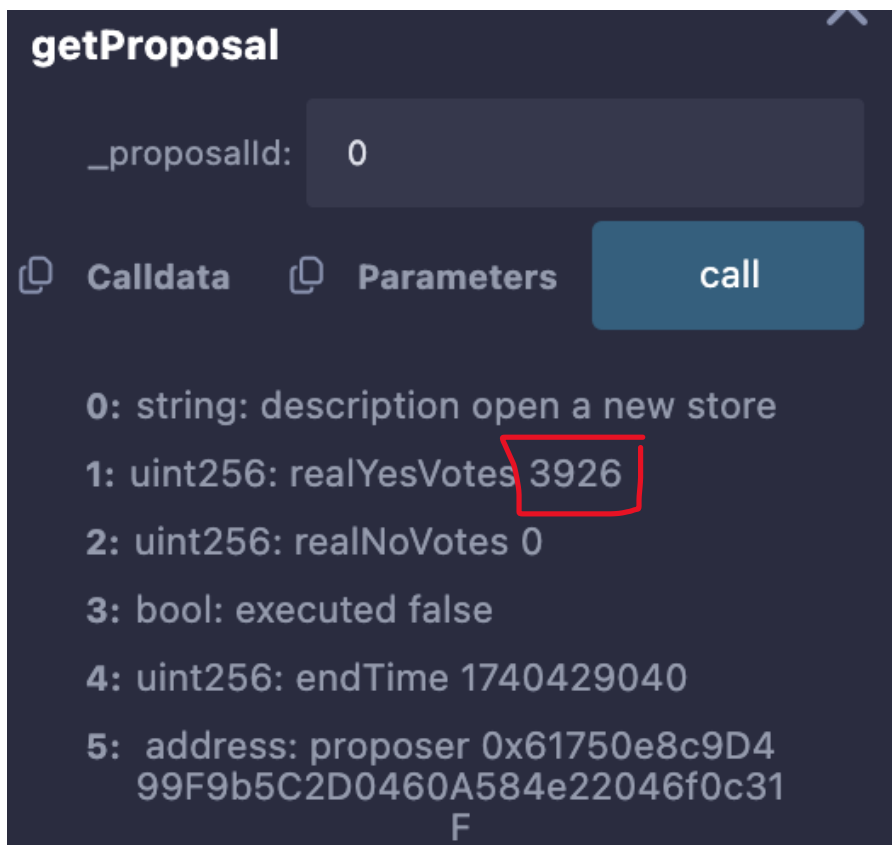 getProposal
_proposalId: 0
Calldata Parameters call
0: string: description open a new store
1: uint256: realYesVotes 3926
2: uint256: realNoVotes 0
3: bool: executed false
4: uint256: endTime 1740429040
5: address: proposer 0x61750e8c9D4
99F9b5C2D0460A584e22046f0c31
F